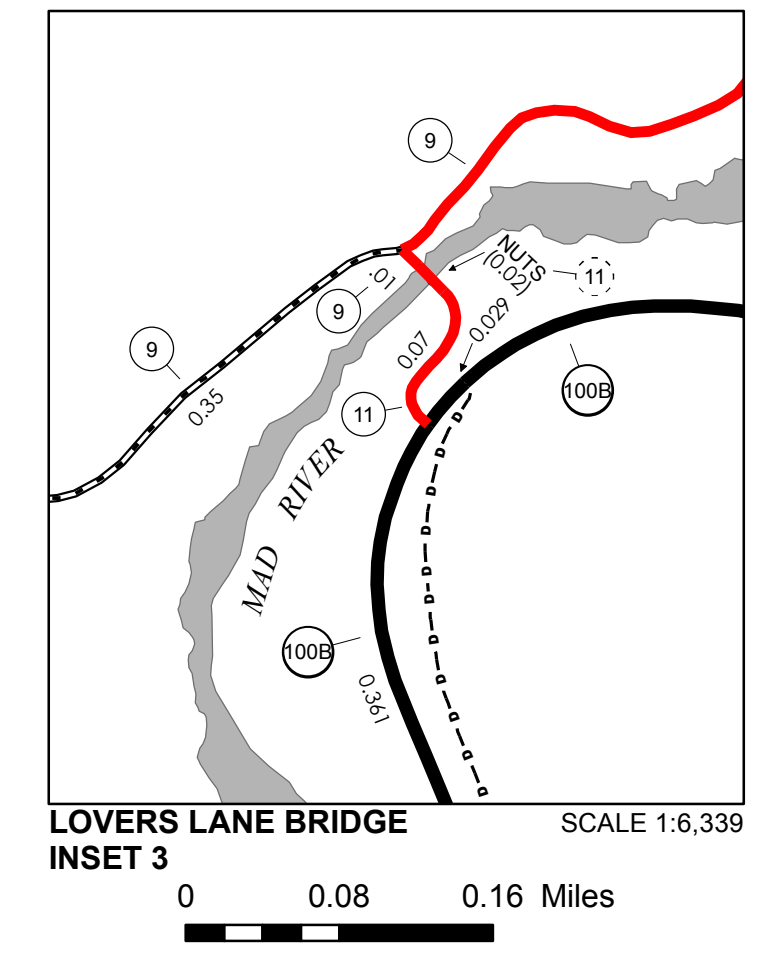 9
NUTS
(0.02)
11
.01
9
0.029
9
0.07
0.35
100B
11
MAD RIVER
100B
0.361
D D D D D D D D D D D
LOVERS LANE BRIDGE
SCALE 1:6,339
INSET 3
0 0.08 0.16 Miles